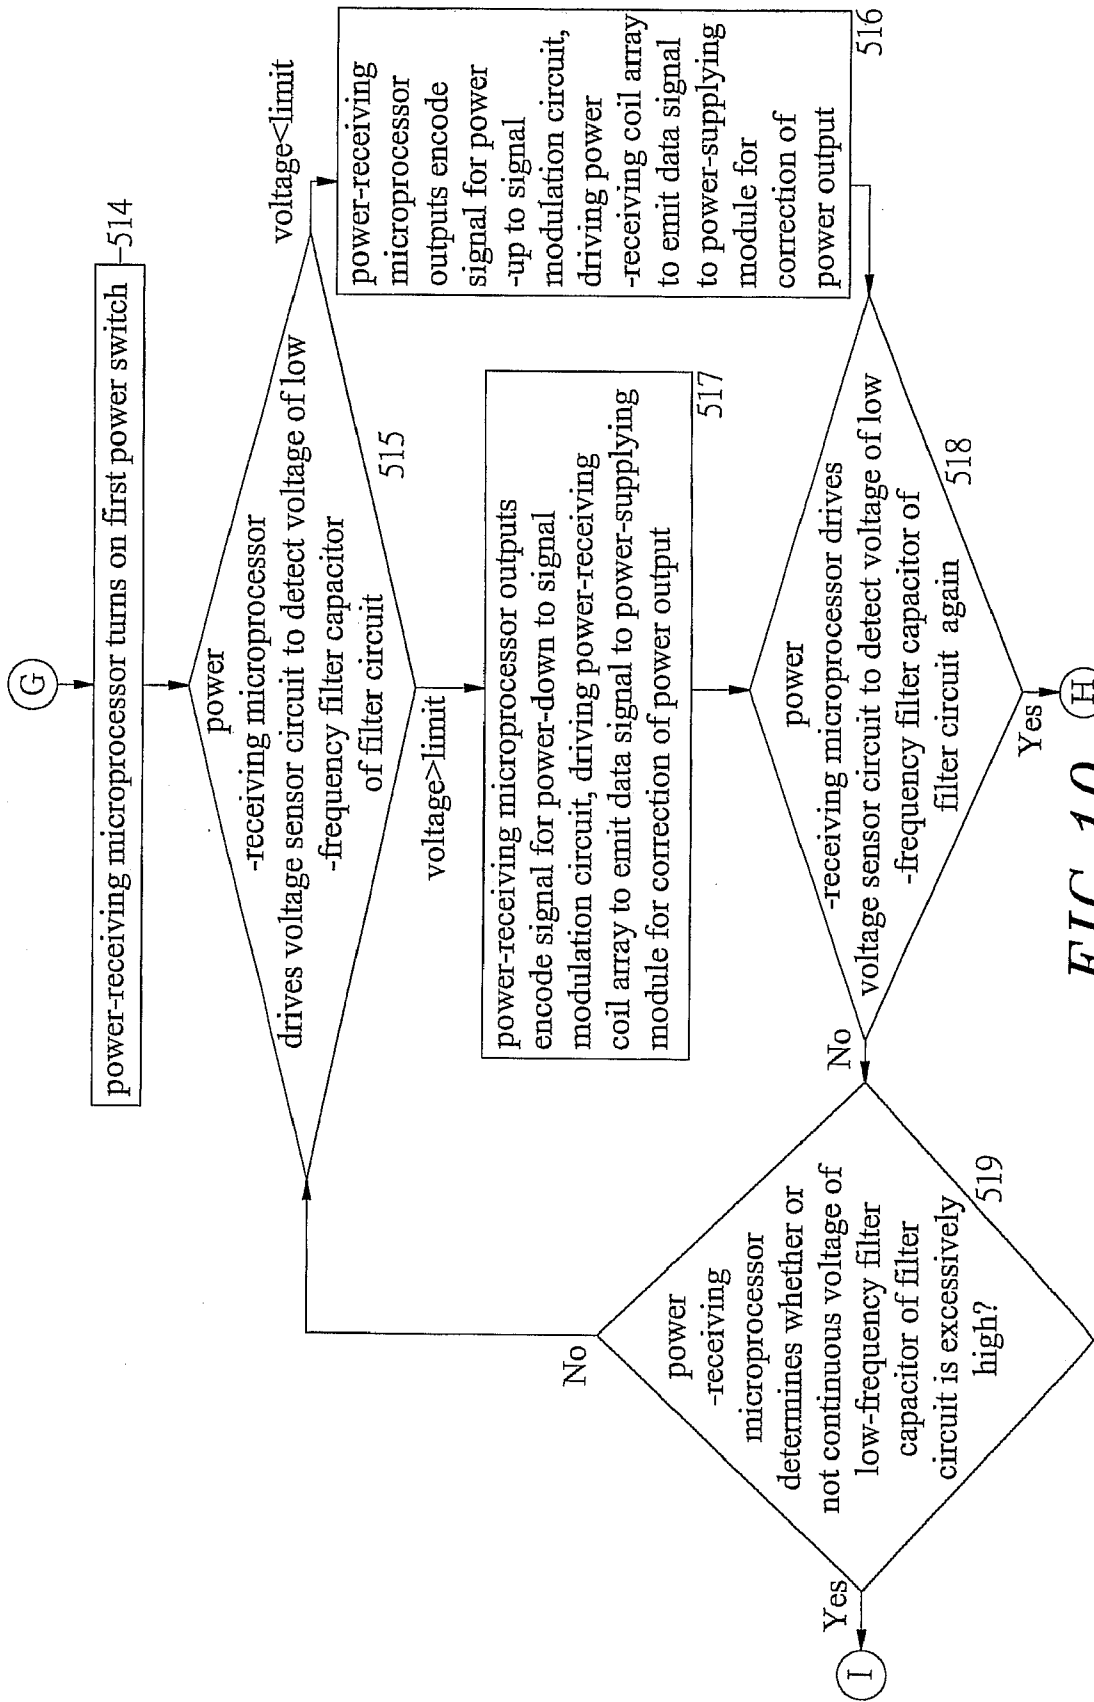 G
power-receiving microprocessor turns on first power switch
514
power
-receiving microprocessor
drives voltage sensor circuit to detect voltage of low
-frequency filter capacitor
of filter circuit
515
voltage<limit
voltage>limit
power-receiving
microprocessor
outputs encode
signal for power
-up to signal
modulation circuit,
driving power
-receiving coil array
to emit data signal
to power-supplying
module for
correction of
power output
516
power-receiving microprocessor outputs
encode signal for power-down to signal
modulation circuit, driving power-receiving
coil array to emit data signal to power-supplying
module for correction of power output
517
power
-receiving microprocessor drives
voltage sensor circuit to detect voltage of low
-frequency filter capacitor of
filter circuit again
518
No
Yes
H
power
-receiving
microprocessor
determines whether or
not continuous voltage of
low-frequency filter
capacitor of filter
circuit is excessively
high?
519
No
Yes
I
FIG. 10